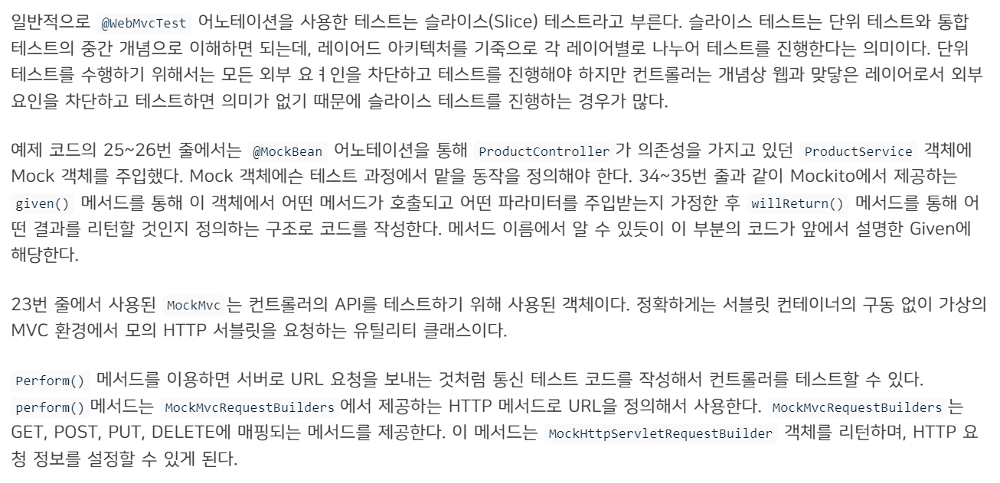 일반적으로 @WebMvcTest 어노테이션을 사용한 테스트는 슬라이스(Slice) 테스트라고 부른다. 슬라이스 테스트는 단위 테스트와 통합
테스트의 중간 개념으로 이해하면 되는데, 레이어드 아키텍처를 기죽으로 각 레이어별로 나누어 테스트를 진행한다는 의미이다. 단위
테스트를 수행하기 위해서는 모든 외부 요ㅕ인을 차단하고 테스트를 진행해야 하지만 컨트롤러는 개념상 웹과 맞닿은 레이어로서 외부
요인을 차단하고 테스트하면 의미가 없기 때문에 슬라이스 테스트를 진행하는 경우가 많다.
예제 코드의 25~26번 줄에서는 @MockBean 어노테이션을 통해 ProductController 가 의존성을 가지고 있던 ProductService 객체에
Mock 객체를 주입했다. Mock 객체에슨 테스트 과정에서 맡을 동작을 정의해야 한다. 34~35번 줄과 같이 Mockito에서 제공하는
given() 메서드를 통해 이 객체에서 어떤 메서드가 호출되고 어떤 파라미터를 주입받는지 가정한 후 willReturn() 메서드를 통해 어
떤 결과를 리턴할 것인지 정의하는 구조로 코드를 작성한다. 메서드 이름에서 알 수 있듯이 이 부분의 코드가 앞에서 설명한 Given에
해당한다.
23번 줄에서 사용된 MockMvc 는 컨트롤러의 API를 테스트하기 위해 사용된 객체이다. 정확하게는 서블릿 컨테이너의 구동 없이 가상의
MVC 환경에서 모의 HTTP 서블릿을 요청하는 유틸리티 클래스이다.
Perform() 메서드를 이용하면 서버로 URL 요청을 보내는 것처럼 통신 테스트 코드를 작성해서 컨트롤러를 테스트할 수 있다.
perform() 메서드는 MockMvcRequestBuilders 에서 제공하는 HTTP 메서드로 URL을 정의해서 사용한다. MockMvcRequestBuilders 는
GET, POST, PUT, DELETE에 매핑되는 메서드를 제공한다. 이 메서드는 MockHttpServletRequestBuilder 객체를 리턴하며, HTTP 요
청 정보를 설정할 수 있게 된다.